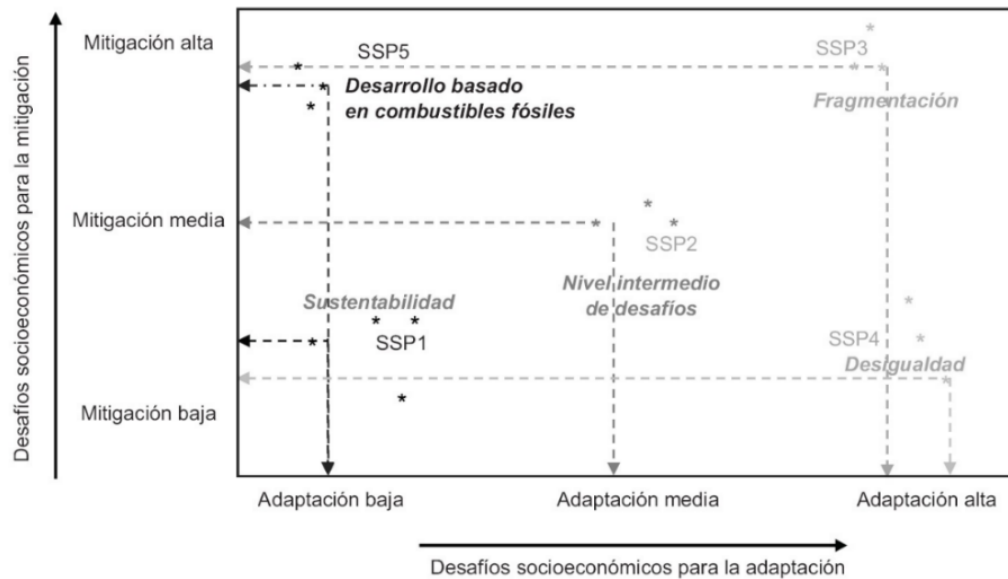 Desafíos socioeconómicos para la mitigación
Mitigación alta
SSP5
SSP3
Desarrollo basado
en combustibles fósiles
Fragmentación
Mitigación media
SSP2
Nivel intermedio
de desafíos
Sustentabilidad
SSP1
SSP4
Desigualdad
Mitigación baja
Adaptación baja
Adaptación media
Adaptación alta
Desafíos socioeconómicos para la adaptación